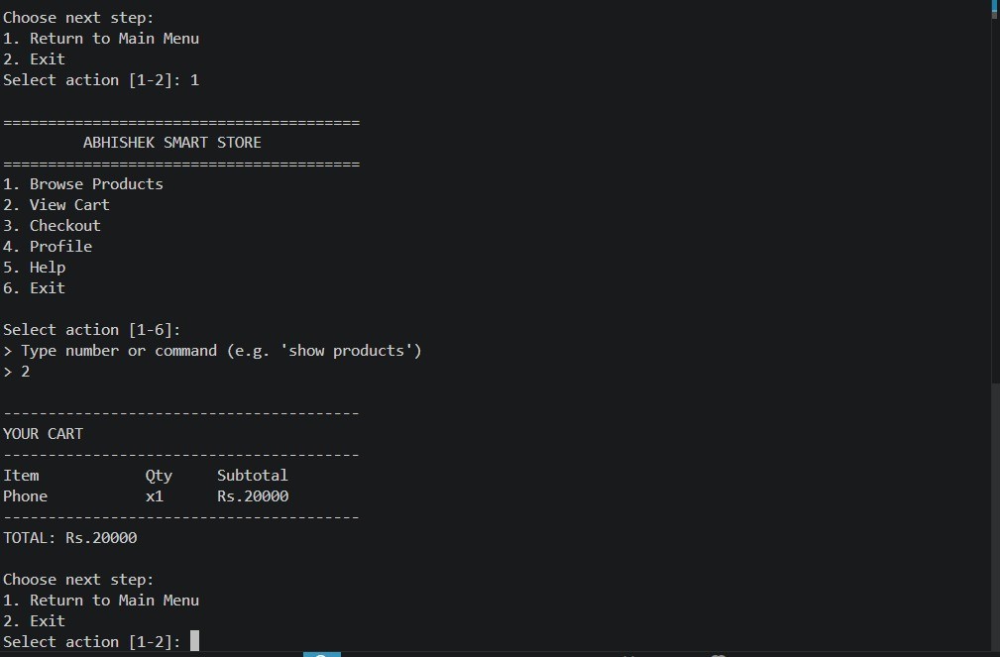 Choose next step:
1. Return to Main Menu
2. Exit
Select action [1-2]: 1
========================================
ABHISHEK SMART STORE
========================================
1. Browse Products
2. View Cart
3. Checkout
4. Profile
5. Help
6. Exit
Select action [1-6]:
> Type number or command (e.g. 'show products')
> 2
----------------------------------------
YOUR CART
----------------------------------------
Item Qty Subtotal
Phone x1 Rs.20000
----------------------------------------
TOTAL: Rs.20000
Choose next step:
1. Return to Main Menu
2. Exit
Select action [1-2]: